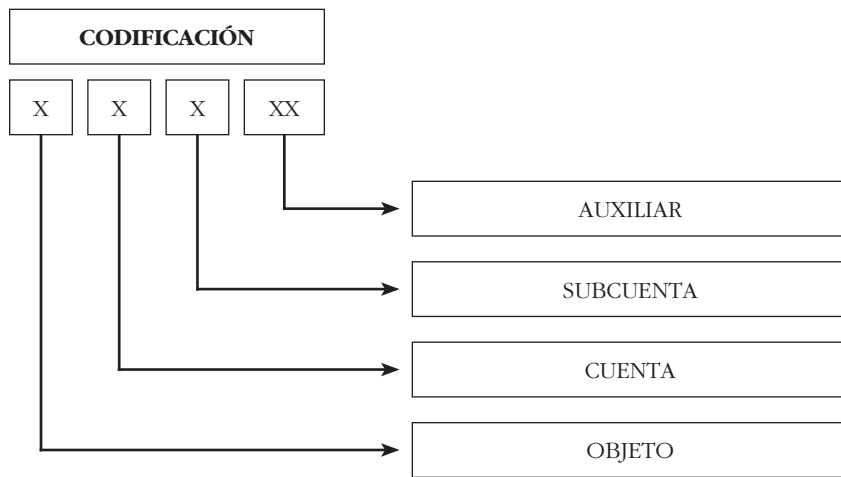 CODIFICACIÓN
X X X XX
AUXILIAR
SUBCUENTA
CUENTA
OBJETO